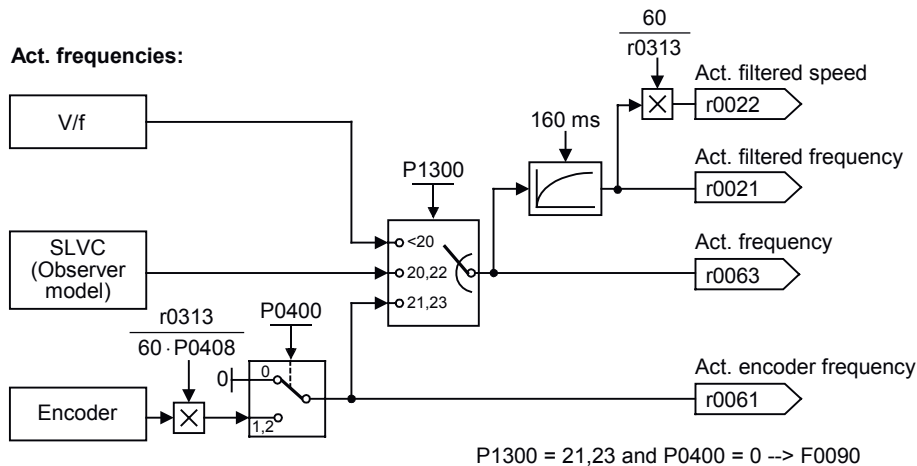 Act. frequencies:
60
r0313
Act. filtered speed
r0022
V/f
160 ms
Act. filtered frequency
r0021
P1300
<20
20,22
21,23
SLVC
(Observer
model)
Act. frequency
r0063
r0313
60 · P0408
P0400
0
0
1,2
Encoder
Act. encoder frequency
r0061
P1300 = 21,23 and P0400 = 0 --> F0090